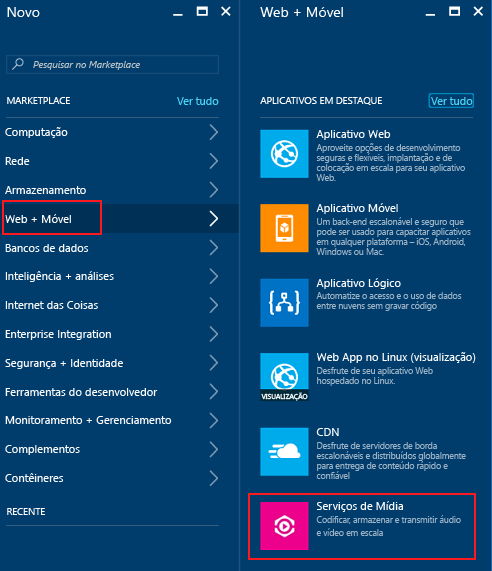 Novo
Pesquisar no Marketplace
MARKETPLACE Ver tudo
Computação
Rede
Armazenamento
Web + Móvel
Bancos de dados
Inteligência + análises
Internet das Coisas
Enterprise Integration
Segurança + Identidade
Ferramentas do desenvolvedor
Monitoramento + Gerenciamento
Complementos
Contêineres
RECENTE
Web + Móvel
APLICATIVOS EM DESTAQUE Ver tudo
Aplicativo Web
Aproveite opções de desenvolvimento
seguras e flexíveis, implantação e de
colocação em escala para seu aplicativo
Web.
Aplicativo Móvel
Um back-end escalonável e seguro que
pode ser usado para capacitar aplicativos
em qualquer plataforma – iOS, Android,
Windows ou Mac.
Aplicativo Lógico
Automatize o acesso e o uso de dados
entre nuvens sem gravar código
Web App no Linux (visualização)
Desfrute de seu aplicativo Web
hospedado no Linux.
VISUALIZAÇÃO
CDN
Desfrute de servidores de borda
escalonáveis e distribuídos globalmente
para entrega de conteúdo rápido e
confiável
Serviços de Mídia
Codificar, armazenar e transmitir áudio
e vídeo em escala